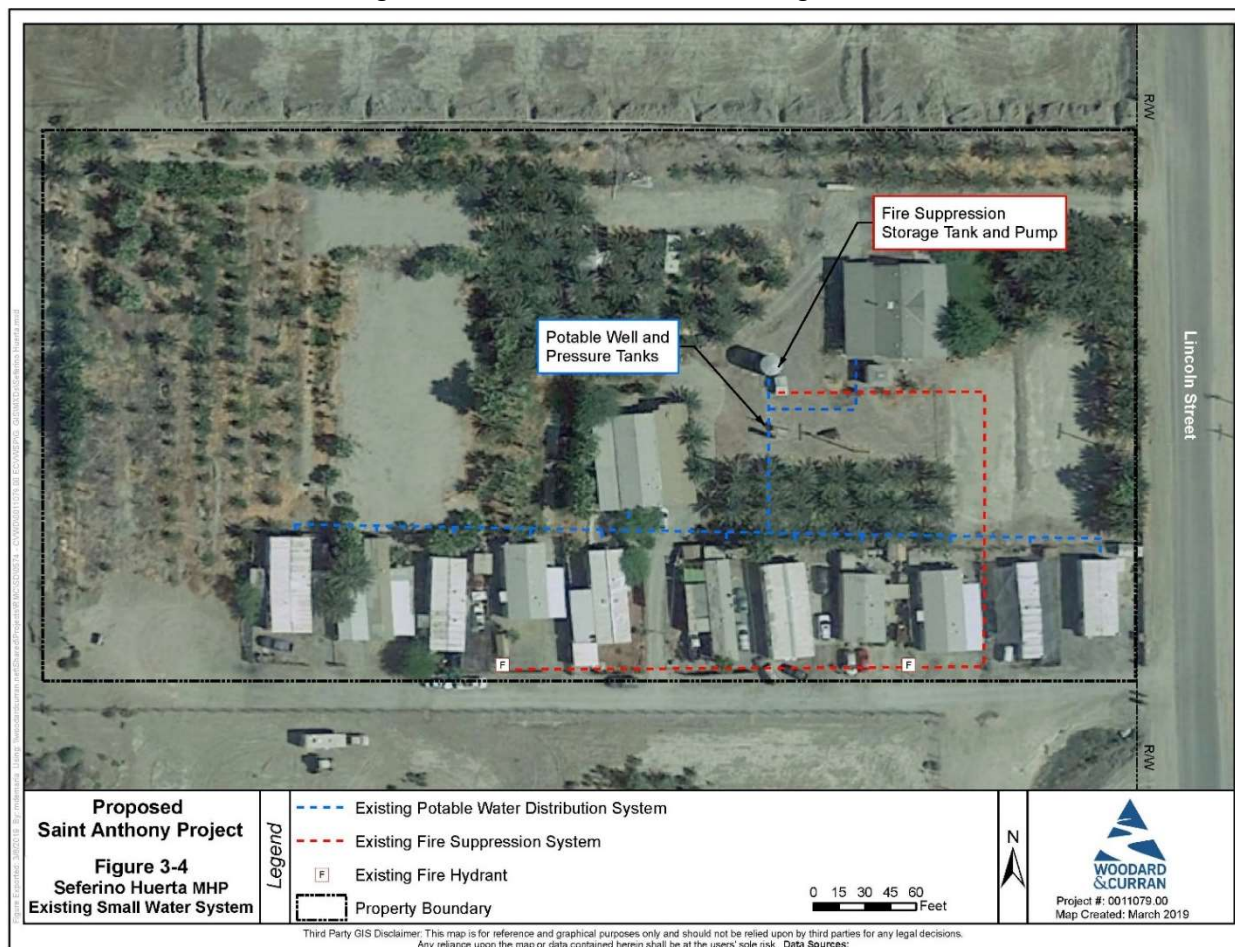 R/W
Fire Suppression
Storage Tank and Pump
Potable Well and
Pressure Tanks
Lincoln Street
F
F
R/W
Proposed
Saint Anthony Project
Figure 3-4
Seferino Huerta MHP
Existing Small Water System
Legend
Existing Potable Water Distribution System
Existing Fire Suppression System
F
Existing Fire Hydrant
Property Boundary
0 15 30 45 60
Feet
N
WOODARD
&CURRAN
Project #: 0011079.00
Map Created: March 2019
Third Party GIS Disclaimer: This map is for reference and graphical purposes only and should not be relied upon by third parties for any legal decisions.
Any reliance upon the map or data contained herein shall be at the users' sole risk. Data Sources: